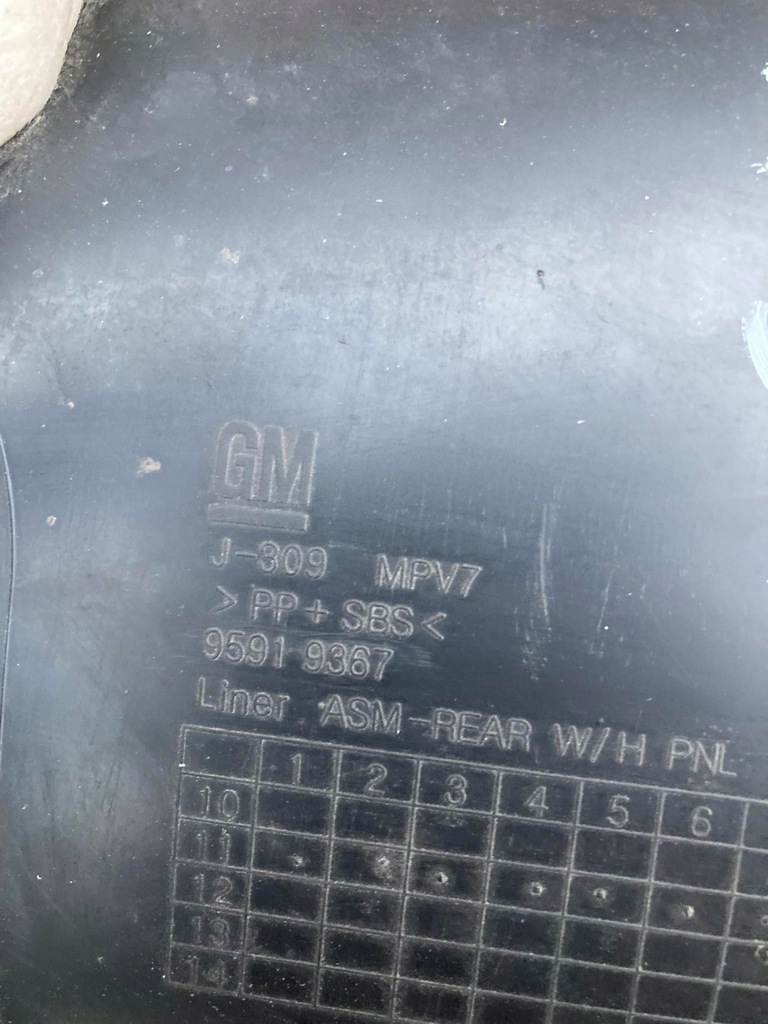 GM
J-309 MPV7
>PP+SBS<
9591 9367
Liner ASM-REAR W/H PNL
1 2 3 4 5 6
10
11
12
13
14